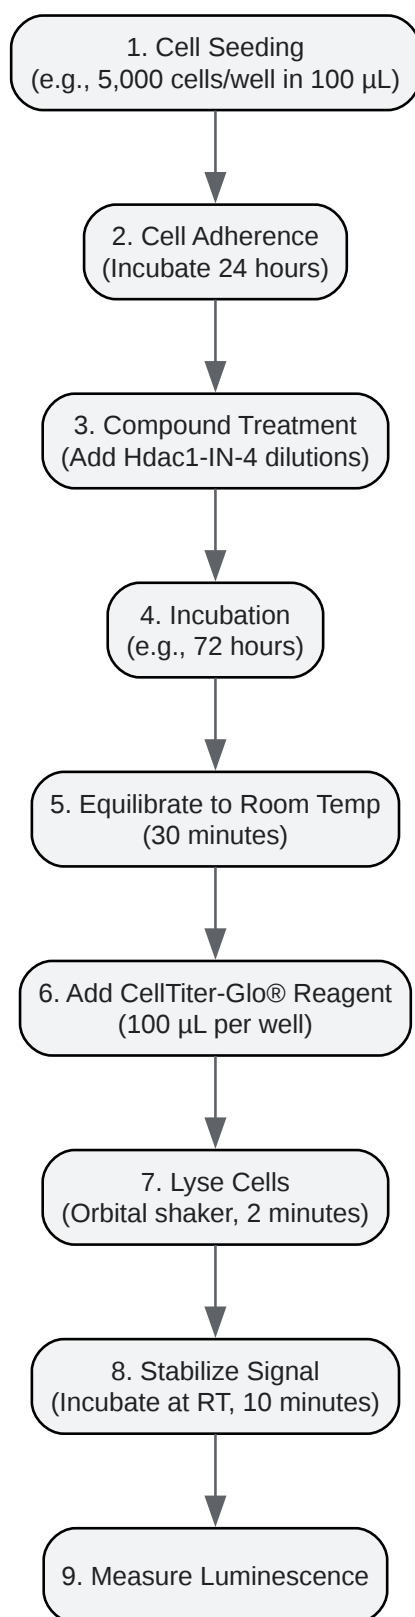 1. Cell Seeding
(e.g., 5,000 cells/well in 100 µL)
2. Cell Adherence
(Incubate 24 hours)
3. Compound Treatment
(Add Hdac1-IN-4 dilutions)
4. Incubation
(e.g., 72 hours)
5. Equilibrate to Room Temp
(30 minutes)
6. Add CellTiter-Glo® Reagent
(100 µL per well)
7. Lyse Cells
(Orbital shaker, 2 minutes)
8. Stabilize Signal
(Incubate at RT, 10 minutes)
9. Measure Luminescence